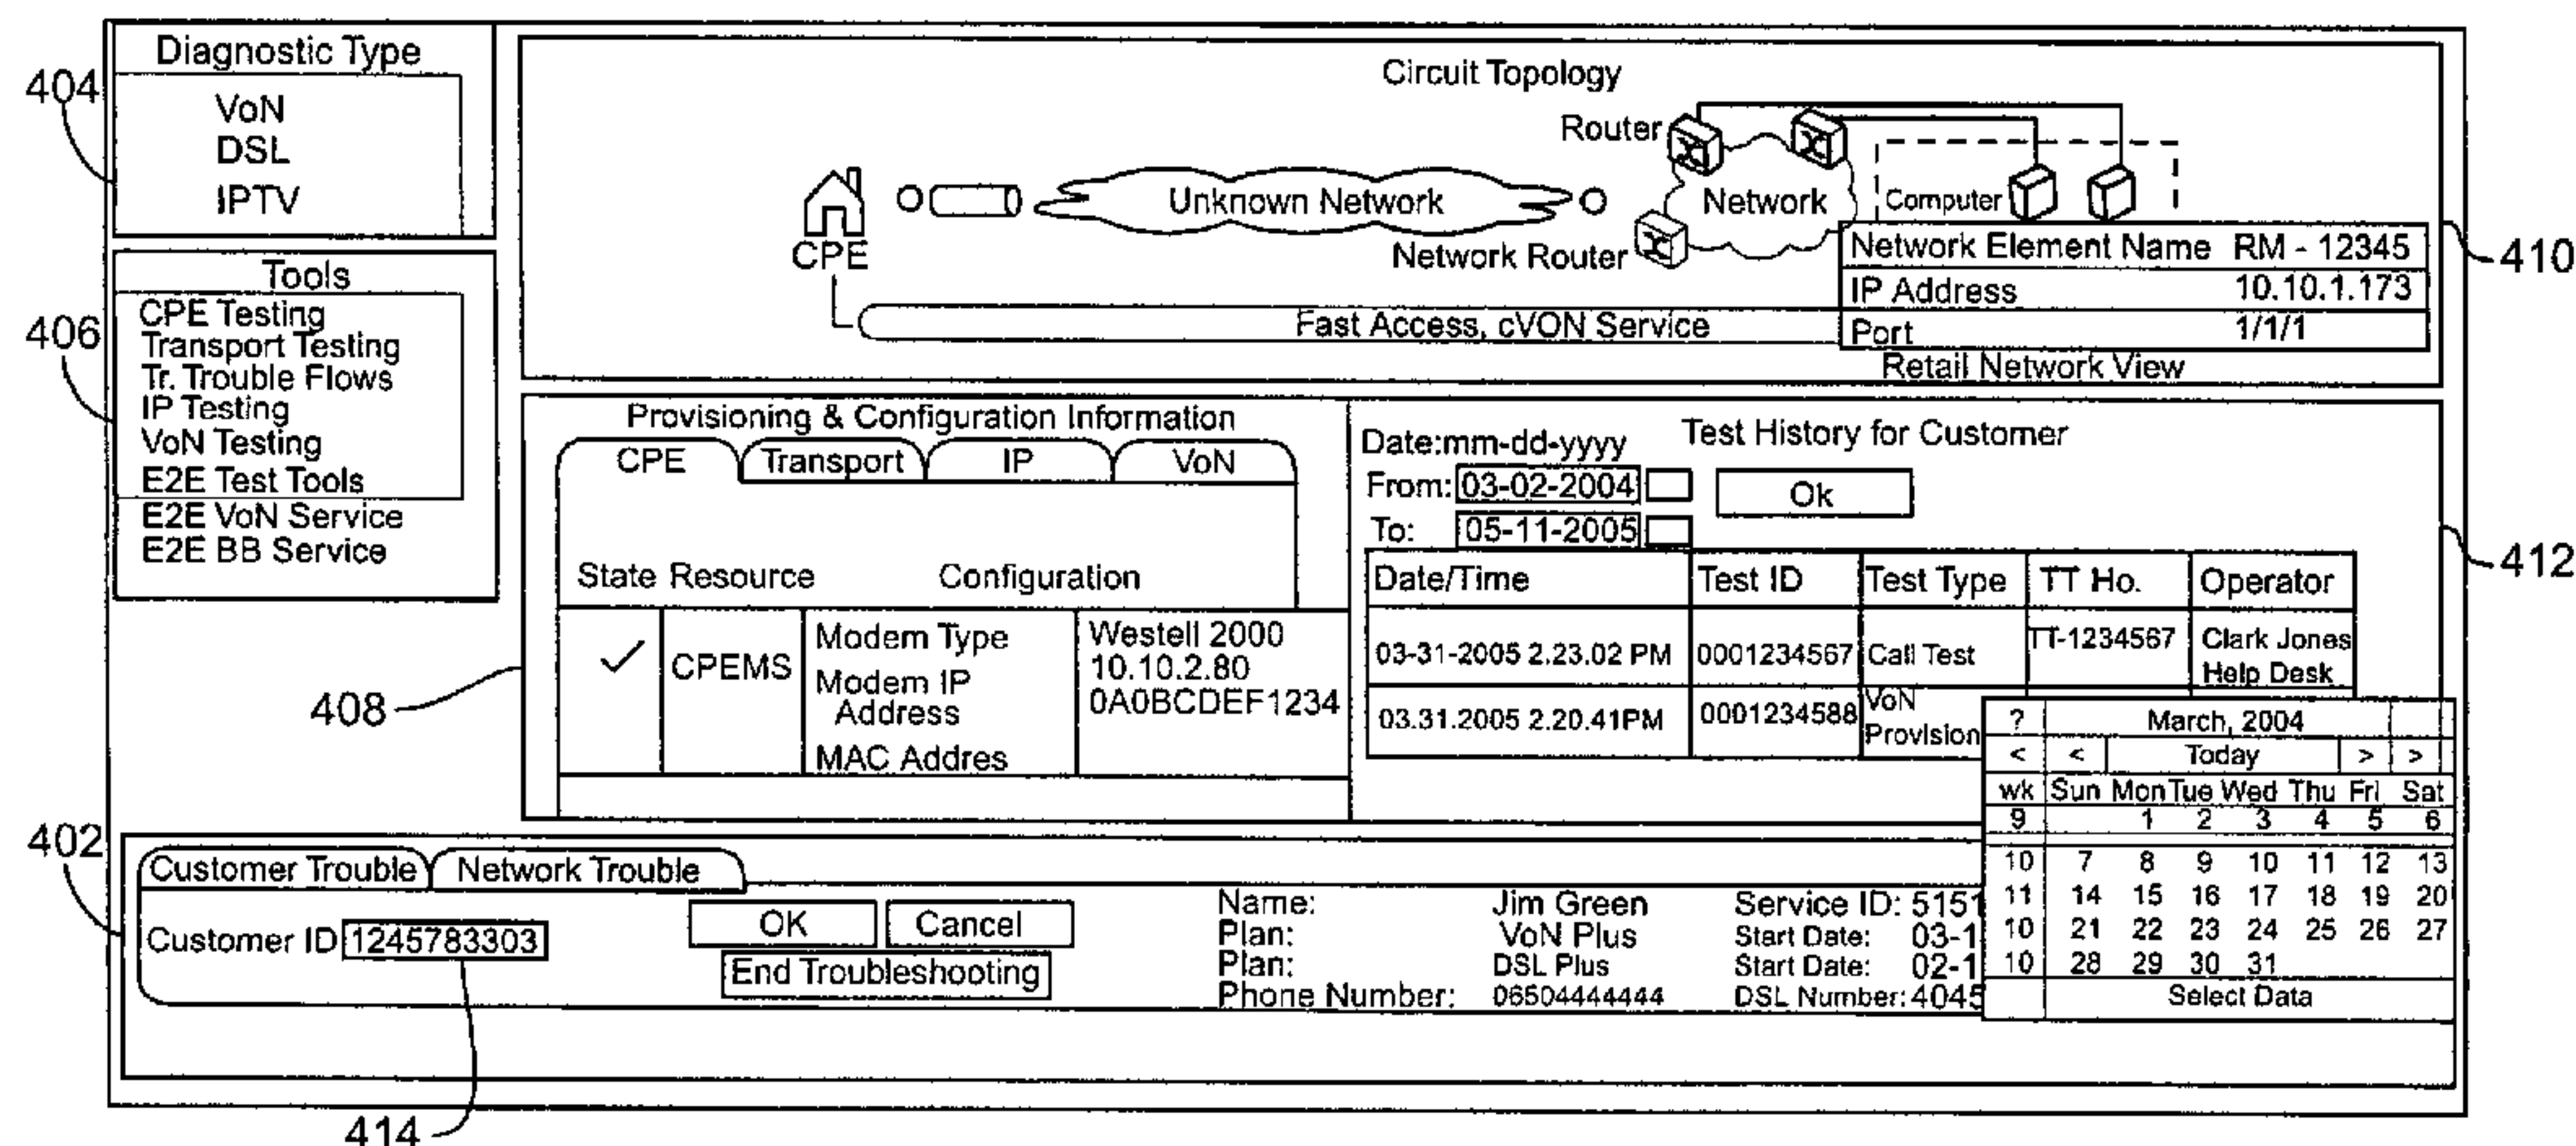 Diagnostic Type
404
VoN
DSL
IPTV
Tools
406
CPE Testing
Transport Testing
Tr. Trouble Flows
IP Testing
VoN Testing
E2E Test Tools
E2E VoN Service
E2E BB Service
Circuit Topology
Router
Unknown Network
Network
Computer
CPE
Network Router
Network Element Name RM - 12345
IP Address 10.10.1.173
Port 1/1/1
410
Fast Access, cVON Service
Retail Network View
Provisioning & Configuration Information
CPE Transport IP VoN
State Resource Configuration
CPEMS
Modem Type
Modem IP
Address
MAC Addres
Westell 2000
10.10.2.80
0A0BCDEF1234
408
Test History for Customer
Date:mm-dd-yyyy
From: 03-02-2004
Ok
To: 05-11-2005
412
Date/Time Test ID Test Type TT Ho. Operator
03-31-2005 2.23.02 PM 0001234567 Call Test TT-1234567 Clark Jones
Help Desk
03.31.2005 2.20.41PM 0001234588 VoN
Provision
? March, 2004
< < Today > >
wk Sun Mon Tue Wed Thu Fri Sat
9 1 2 3 4 5 6
10 7 8 9 10 11 12 13
11 14 15 16 17 18 19 20
10 21 22 23 24 25 26 27
10 28 29 30 31
Select Data
402
Customer Trouble Network Trouble
Customer ID 1245783303
OK Cancel
End Troubleshooting
Name: Jim Green Service ID: 5151
Plan: VoN Plus Start Date: 03-1
Plan: DSL Plus Start Date: 02-1
Phone Number: 06504444444 DSL Number: 4045
414